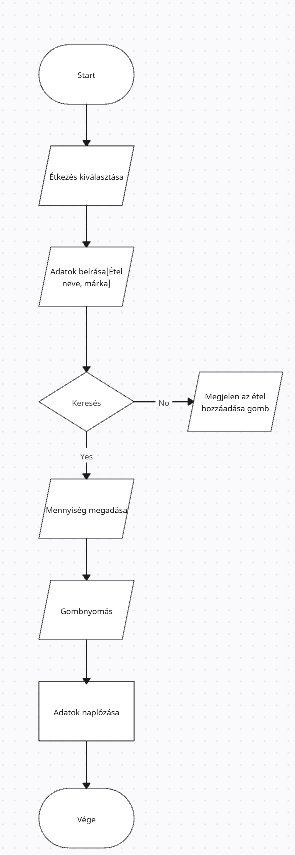 Start
Étkezés kiválasztása
Adatok beírása[Étel
neve, márka]
Keresés
No
Megjelen az étel
hozzáadása gomb
Yes
Mennyiség megadása
Gombnyomás
Adatok naplózása
Vége